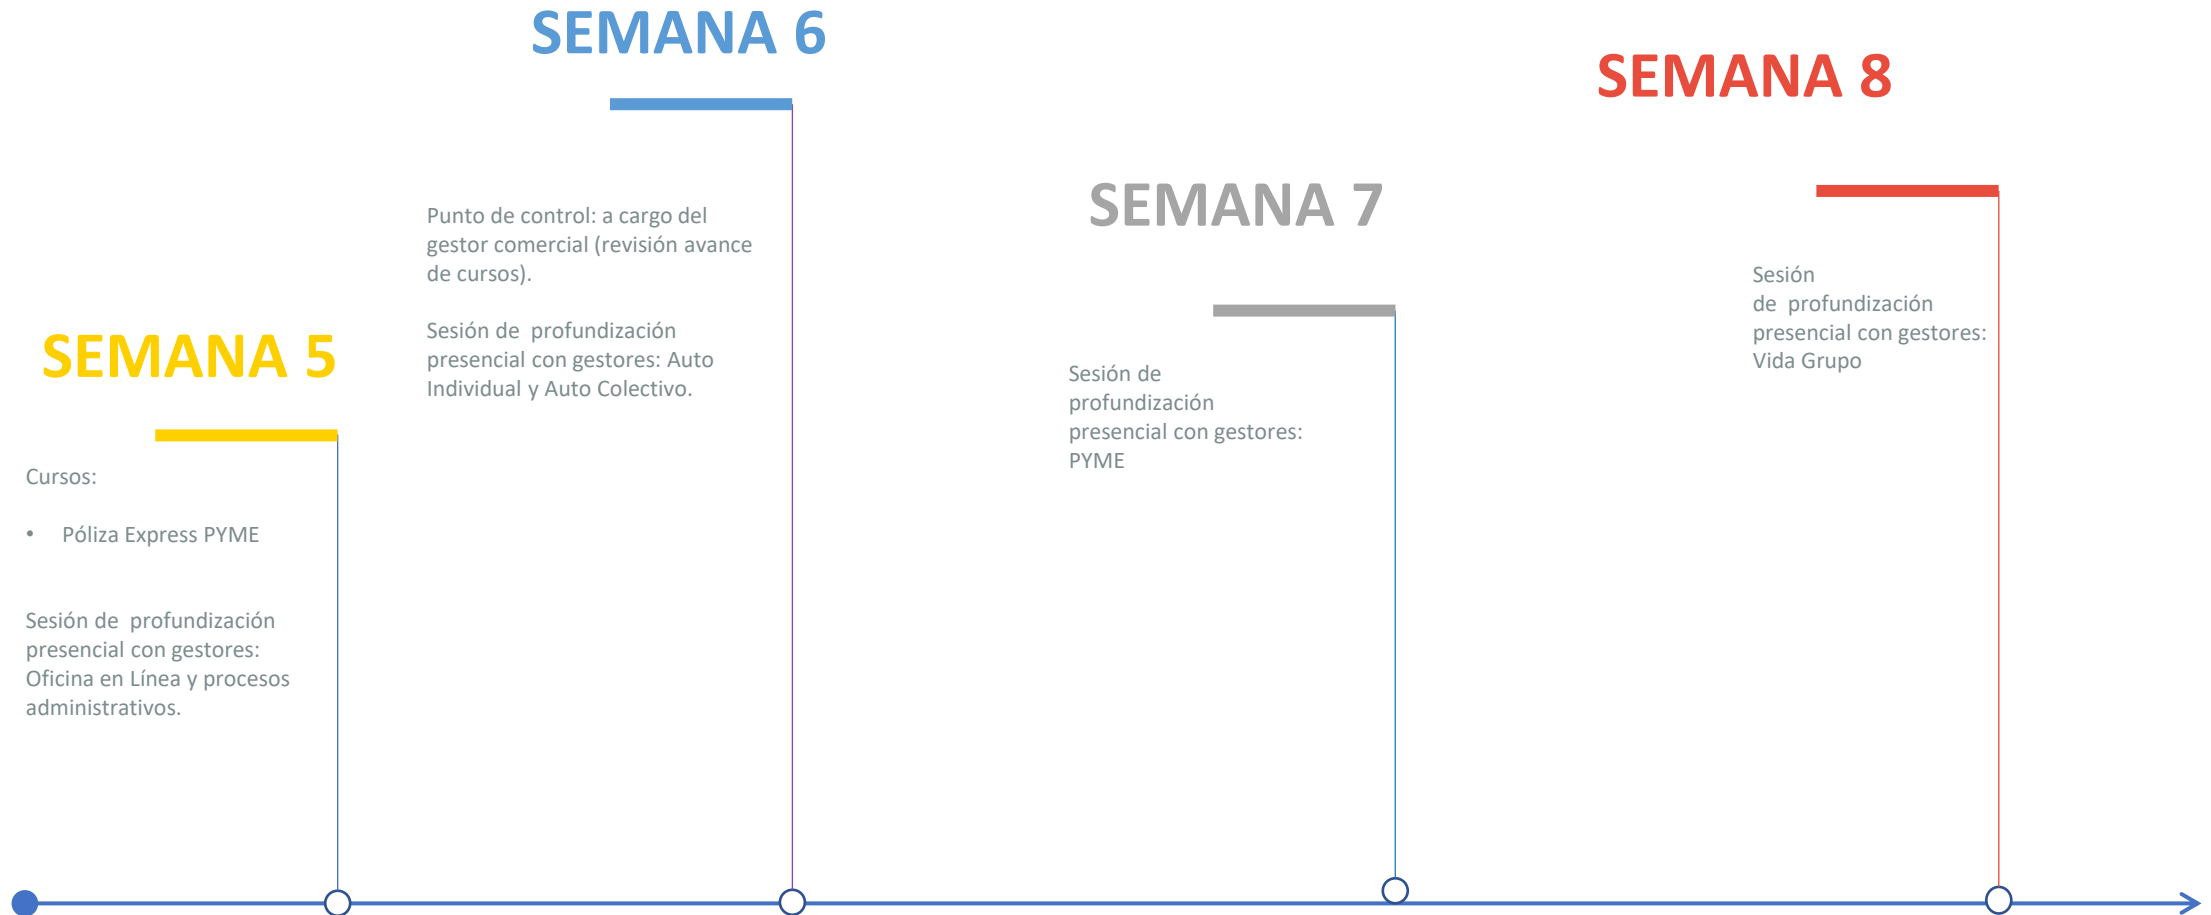 SEMANA 5
Cursos:
• Póliza Express PYME
Sesión de  profundización
presencial con gestores:
Oficina en Línea y procesos
administrativos.
SEMANA 6
Punto de control: a cargo del
gestor comercial (revisión avance
de cursos).
Sesión de  profundización
presencial con gestores: Auto
Individual y Auto Colectivo.
SEMANA 7
Sesión de
profundización
presencial con gestores:
PYME
SEMANA 8
Sesión
de  profundización
presencial con gestores:
Vida Grupo